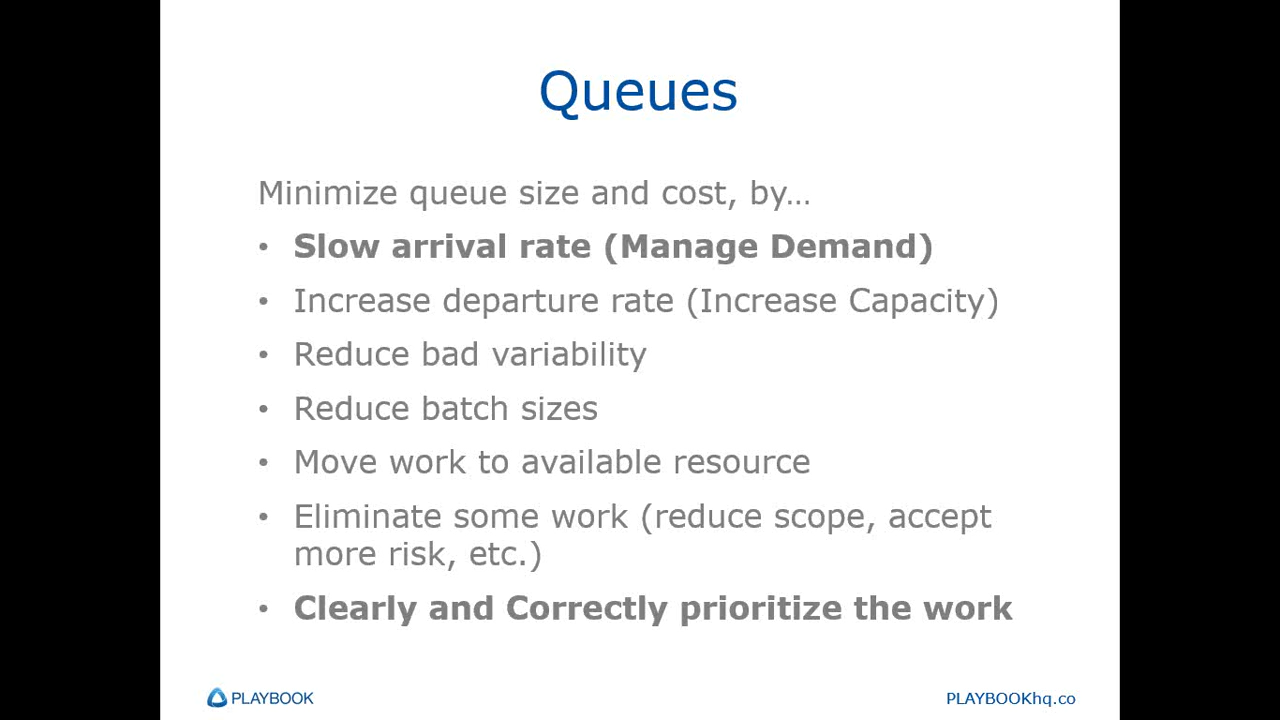 Queues
Minimize queue size and cost, by…
• Slow arrival rate (Manage Demand)
• Increase departure rate (Increase Capacity)
• Reduce bad variability
• Reduce batch sizes
• Move work to available resource
• Eliminate some work (reduce scope, accept
more risk, etc.)
• Clearly and Correctly prioritize the work
PLAYBOOK
PLAYBOOKhq.co